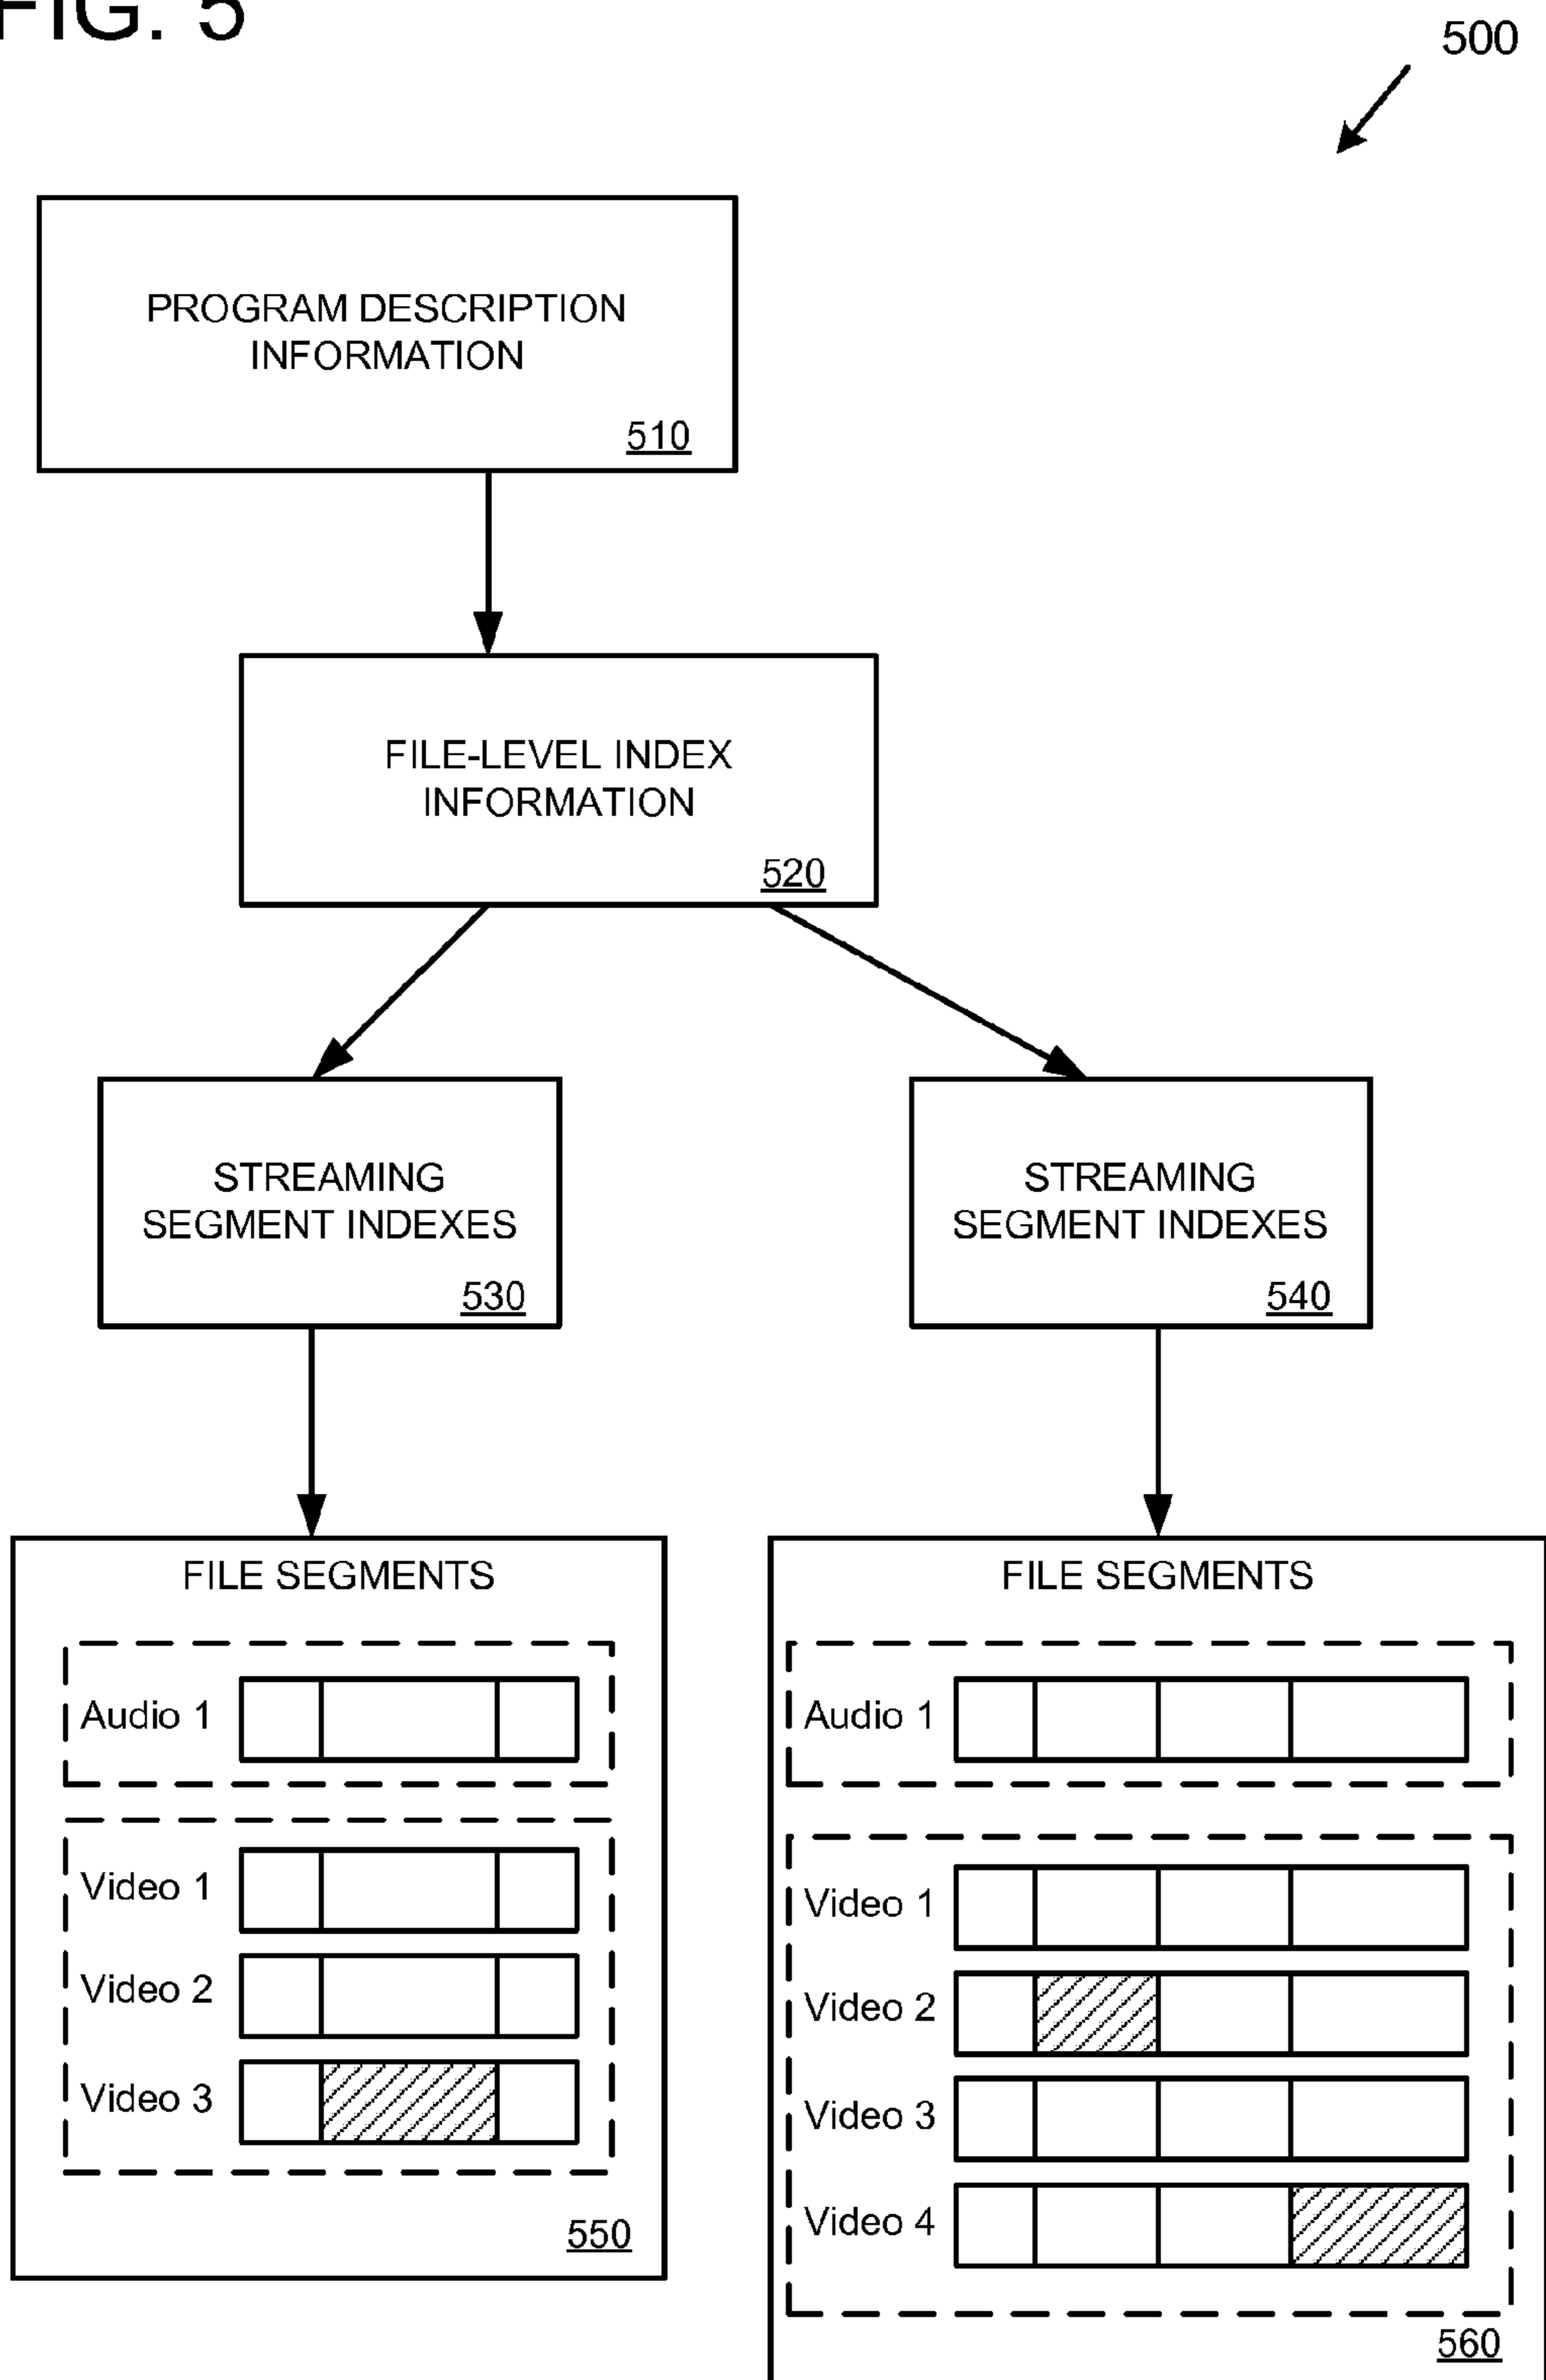 FIG. 5
500
PROGRAM DESCRIPTION
INFORMATION
510
FILE-LEVEL INDEX
INFORMATION
520
STREAMING
SEGMENT INDEXES
530
STREAMING
SEGMENT INDEXES
540
FILE SEGMENTS
Audio 1
Video 1
Video 2
Video 3
550
FILE SEGMENTS
Audio 1
Video 1
Video 2
Video 3
Video 4
560